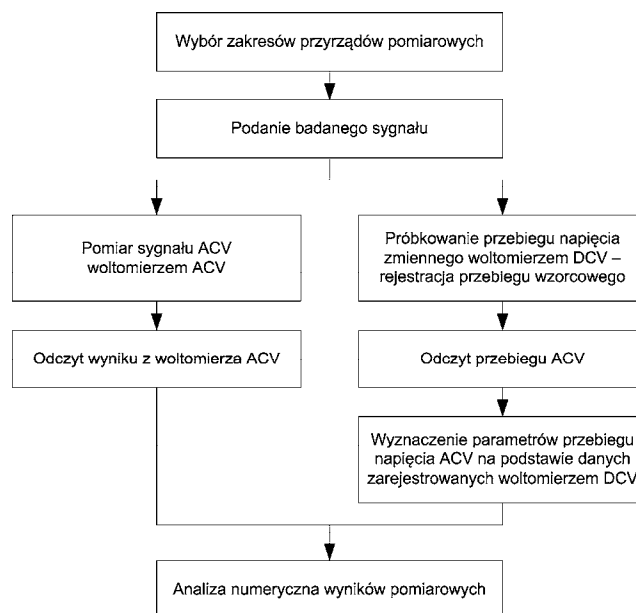 Wybór zakresów przyrządów pomiarowych
Podanie badanego sygnału
Pomiar sygnału ACV
woltomierzem ACV
Próbkowanie przebiegu napięcia
zmiennego woltomierzem DCV –
rejestracja przebiegu wzorcowego
Odczyt wyniku z woltomierza ACV
Odczyt przebiegu ACV
Wyznaczenie parametrów przebiegu
napięcia ACV na podstawie danych
zarejestrowanych woltomierzem DCV
Analiza numeryczna wyników pomiarowych